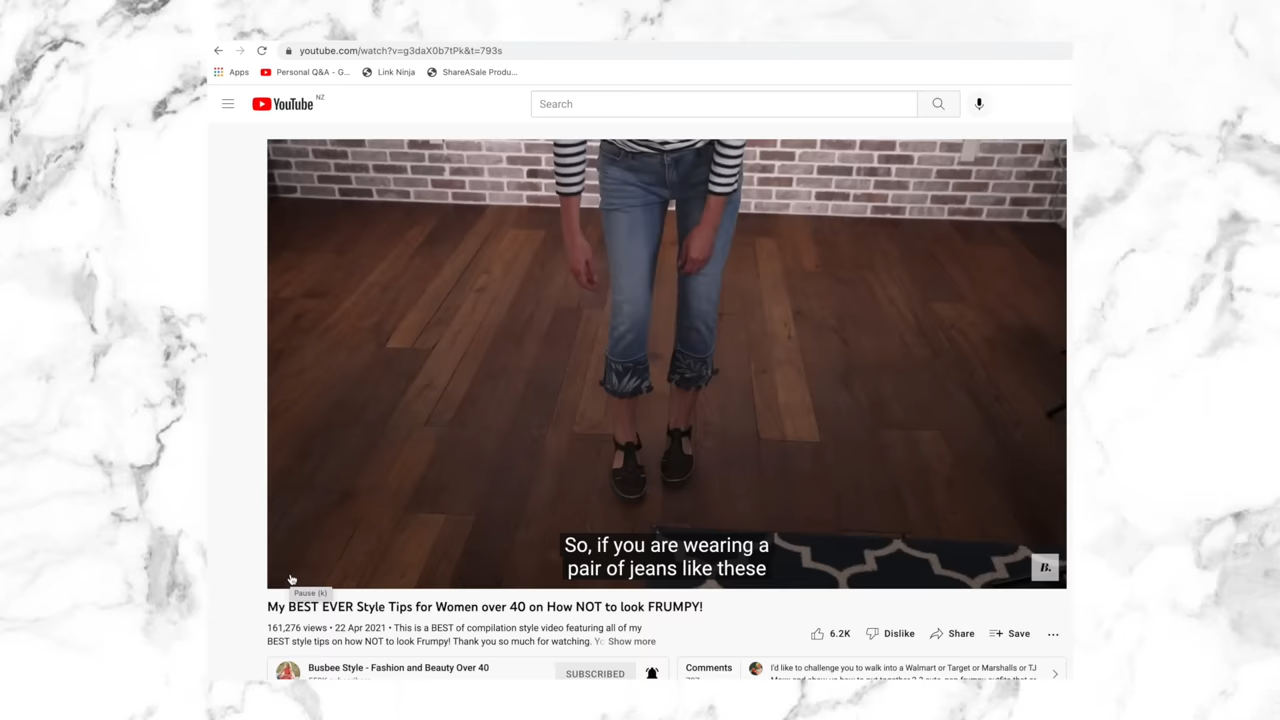 youtube.com/watch?v=g3daX0b7tPk&t=793s
Apps
Personal Q&A - G...
Link Ninja
ShareASale Produ...
YouTube NZ
Search
So, if you are wearing a
pair of jeans like these
B.
Pause (k)
My BEST EVER Style Tips for Women over 40 on How NOT to look FRUMPY!
161,276 views • 22 Apr 2021 • This is a BEST of compilation style video featuring all of my
BEST style tips on how NOT to look Frumpy! Thank you so much for watching. Show more
6.2K
Dislike
Share
Save
Busbee Style - Fashion and Beauty Over 40
SUBSCRIBED
Comments
I'd like to challenge you to walk into a Walmart or Target or Marshalls or TJ